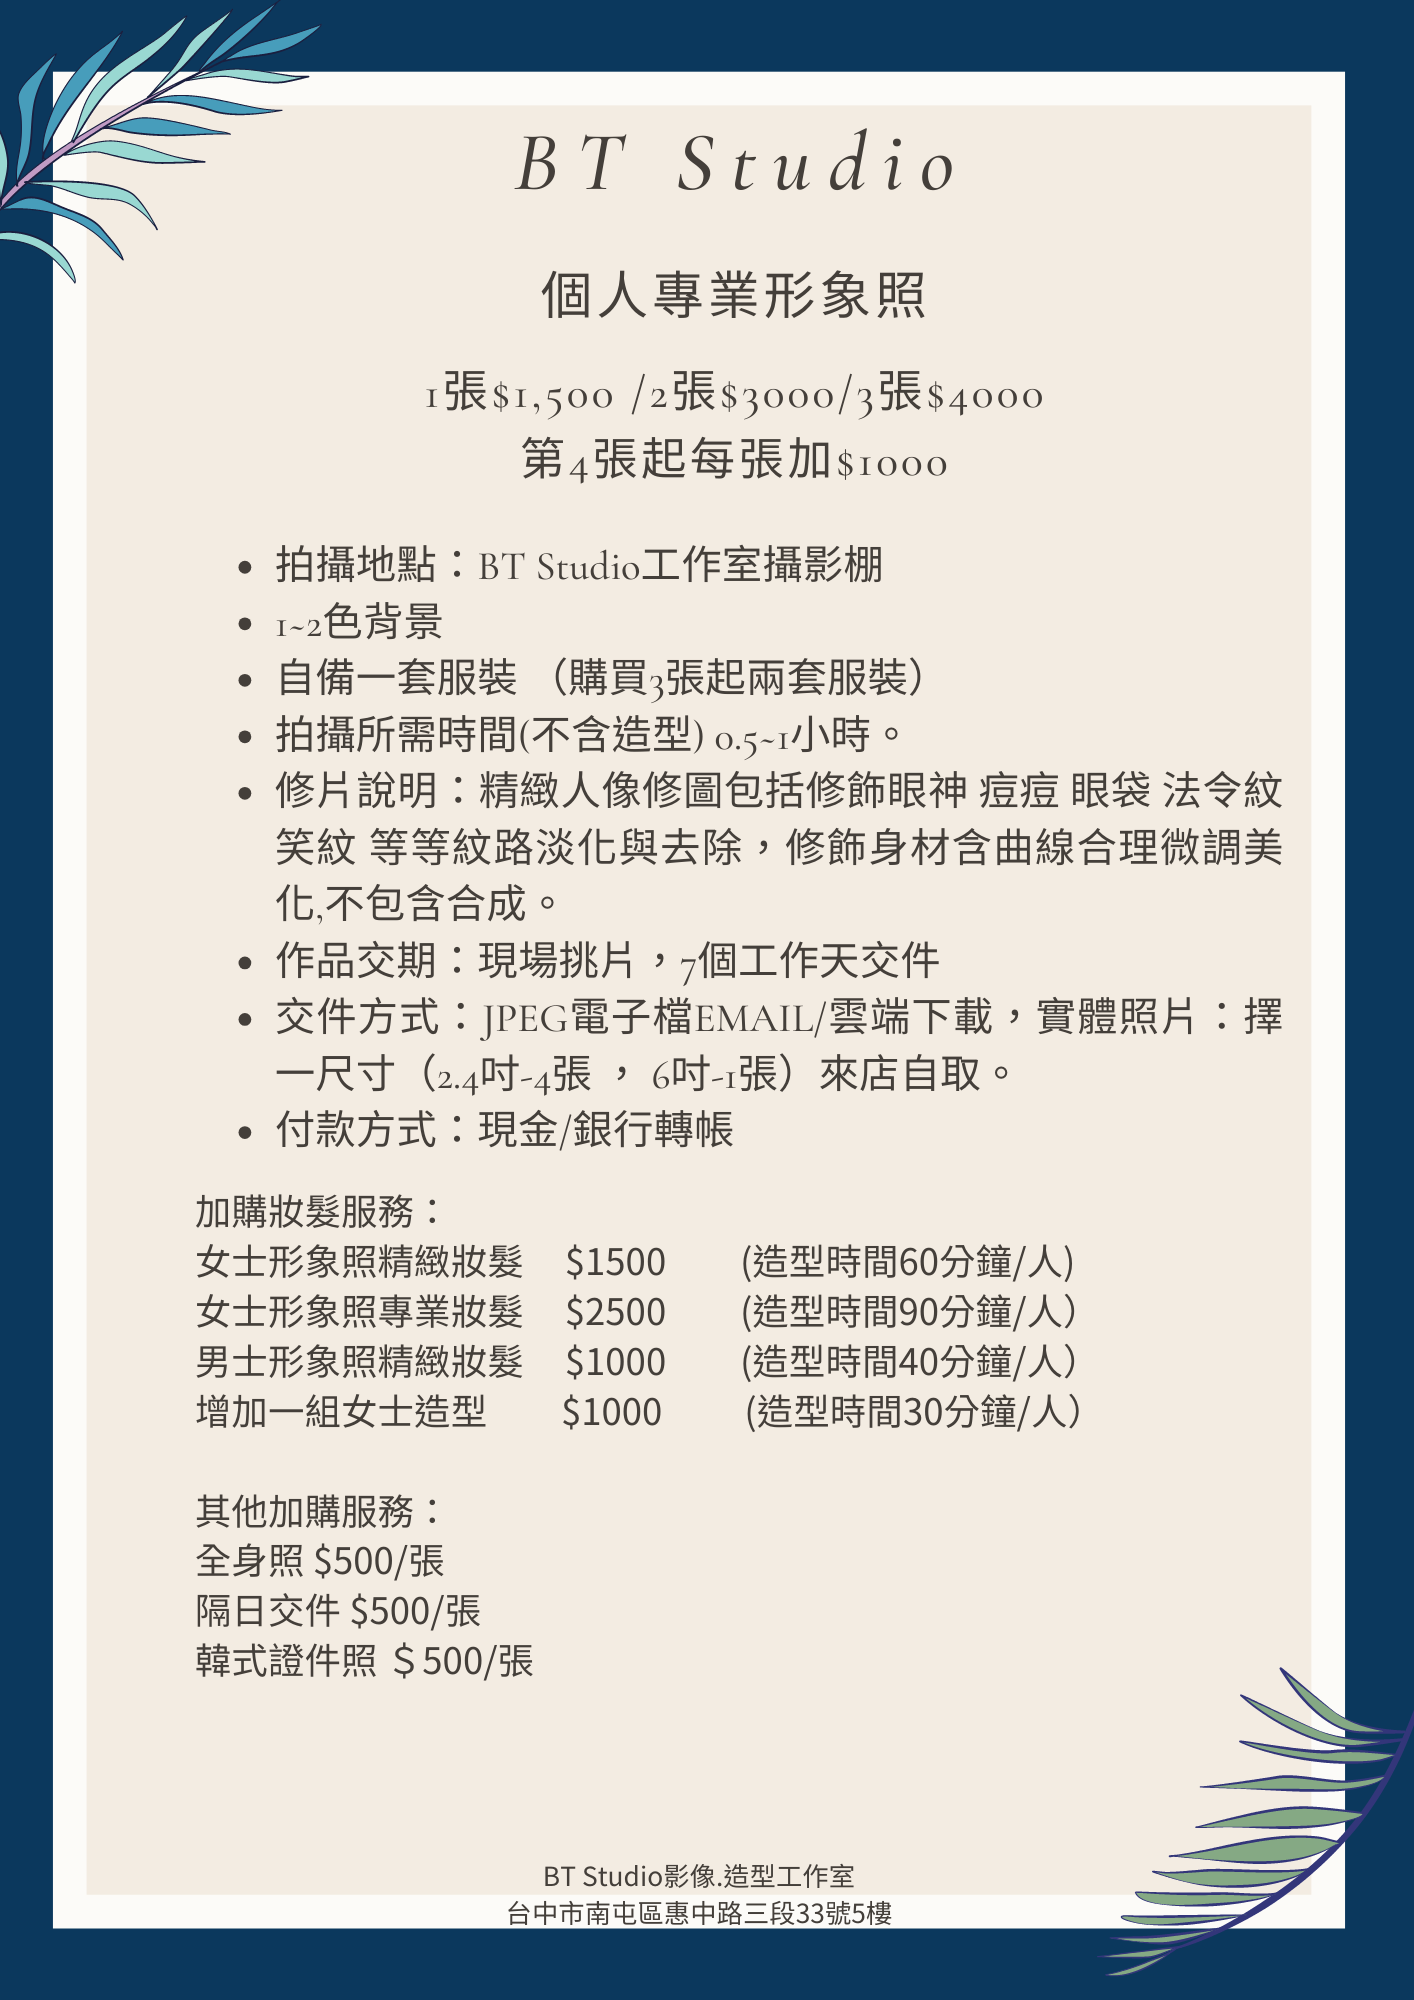 BT Studio
個人專業形象照
1張$1,500 /2張$3000/3張$4000
第4張起每張加$1000
• 拍攝地點：BT Studio工作室攝影棚
• 1~2色背景
• 自備一套服裝 （購買3張起兩套服裝）
• 拍攝所需時間(不含造型) 0.5~1小時。
• 修片說明：精緻人像修圖包括修飾眼神 痘痘 眼袋 法令紋
笑紋 等等紋路淡化與去除，修飾身材含曲線合理微調美
化,不包含合成。
• 作品交期：現場挑片，7個工作天交件
• 交件方式：JPEG電子檔EMAIL/雲端下載，實體照片：擇
一尺寸（2.4吋-4張 ， 6吋-1張）來店自取。
• 付款方式：現金/銀行轉帳
加購妝髮服務：
女士形象照精緻妝髮 $1500 (造型時間60分鐘/人)
女士形象照專業妝髮 $2500 (造型時間90分鐘/人）
男士形象照精緻妝髮 $1000 (造型時間40分鐘/人）
增加一組女士造型 $1000 (造型時間30分鐘/人）
其他加購服務：
全身照 $500/張
隔日交件 $500/張
韓式證件照 ＄500/張
BT Studio影像.造型工作室
台中市南屯區惠中路三段33號5樓